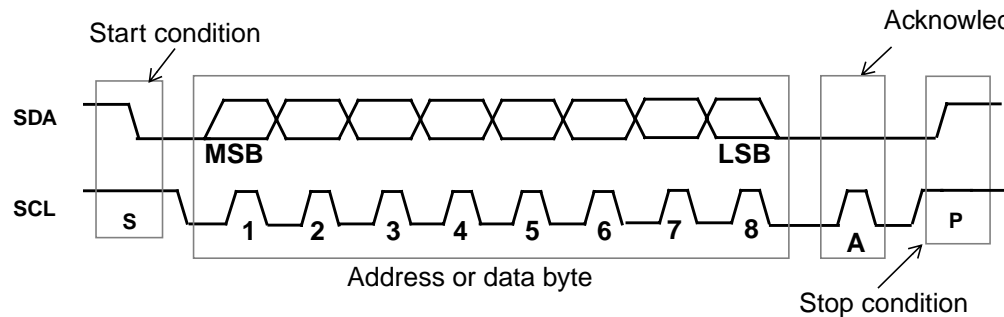 Start condition
SDA
MSB LSB
SCL
S 1 2 3 4 5 6 7 8 A P
Address or data byte
Stop condition